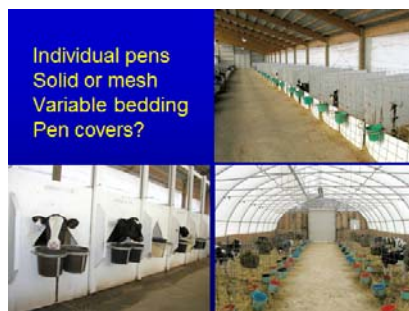 Individual pens
Solid or mesh
Variable bedding
Pen covers?